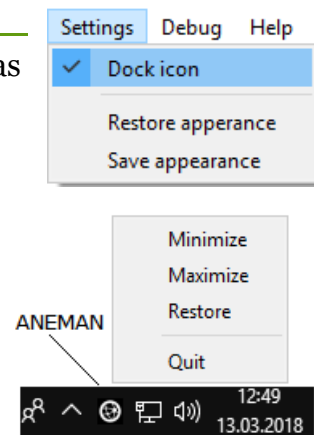 Settings Debug Help
as
Dock icon
Restore apperance
Save appearance
Minimize
Maximize
Restore
ANEMAN
Quit
12:49
13.03.2018